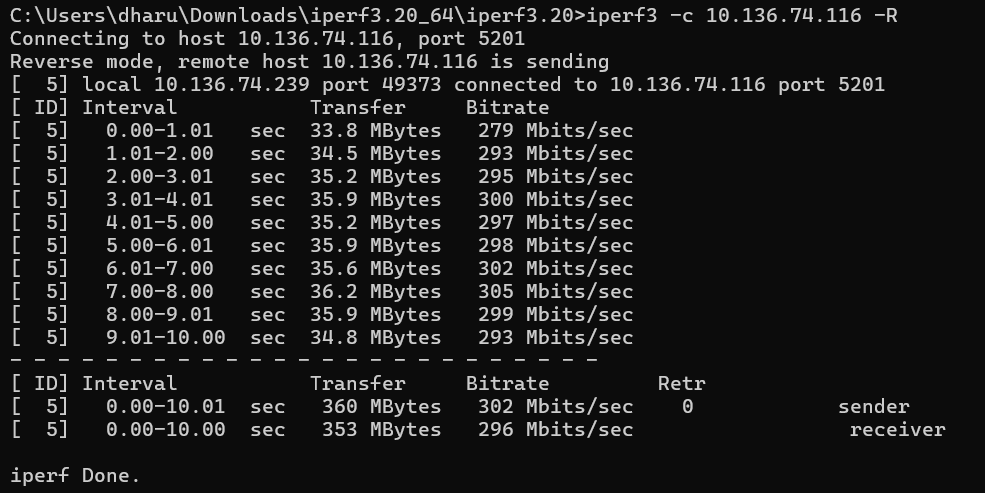 C:\Users\dharu\Downloads\iperf3.20_64\iperf3.20>iperf3 -c 10.136.74.116 -R
Connecting to host 10.136.74.116, port 5201
Reverse mode, remote host 10.136.74.116 is sending
[  5] local 10.136.74.239 port 49373 connected to 10.136.74.116 port 5201
[ ID] Interval           Transfer     Bitrate
[  5]   0.00-1.01   sec  33.8 MBytes   279 Mbits/sec
[  5]   1.01-2.00   sec  34.5 MBytes   293 Mbits/sec
[  5]   2.00-3.01   sec  35.2 MBytes   295 Mbits/sec
[  5]   3.01-4.01   sec  35.9 MBytes   300 Mbits/sec
[  5]   4.01-5.00   sec  35.2 MBytes   297 Mbits/sec
[  5]   5.00-6.01   sec  35.9 MBytes   298 Mbits/sec
[  5]   6.01-7.00   sec  35.6 MBytes   302 Mbits/sec
[  5]   7.00-8.00   sec  36.2 MBytes   305 Mbits/sec
[  5]   8.00-9.01   sec  35.9 MBytes   299 Mbits/sec
[  5]   9.01-10.00  sec  34.8 MBytes   293 Mbits/sec
- - - - - - - - - - - - - - - - - - - - - - - - -
[ ID] Interval           Transfer     Bitrate         Retr
[  5]   0.00-10.01  sec   360 MBytes   302 Mbits/sec    0            sender
[  5]   0.00-10.00  sec   353 MBytes   296 Mbits/sec                  receiver

iperf Done.